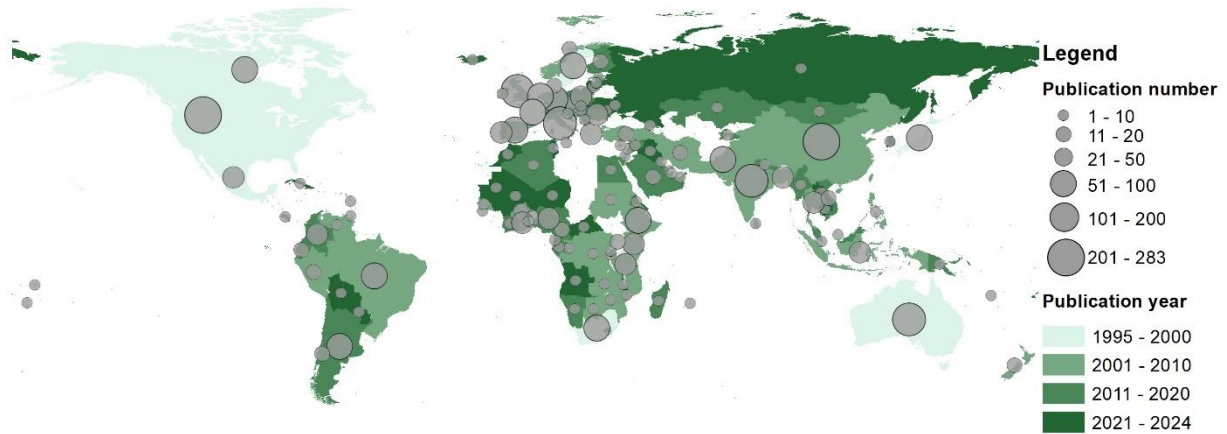 Legend
Publication number
1 - 10
11 - 20
21 - 50
51 - 100
101 - 200
201 - 283
Publication year
1995 - 2000
2001 - 2010
2011 - 2020
2021 - 2024